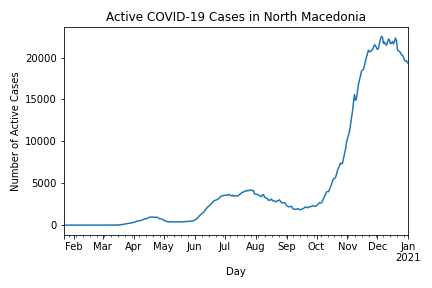 Active COVID-19 Cases in North Macedonia
Number of Active Cases
20000
15000
10000
5000
0
Feb Mar Apr May Jun Jul Aug Sep Oct Nov Dec Jan
2021
Day